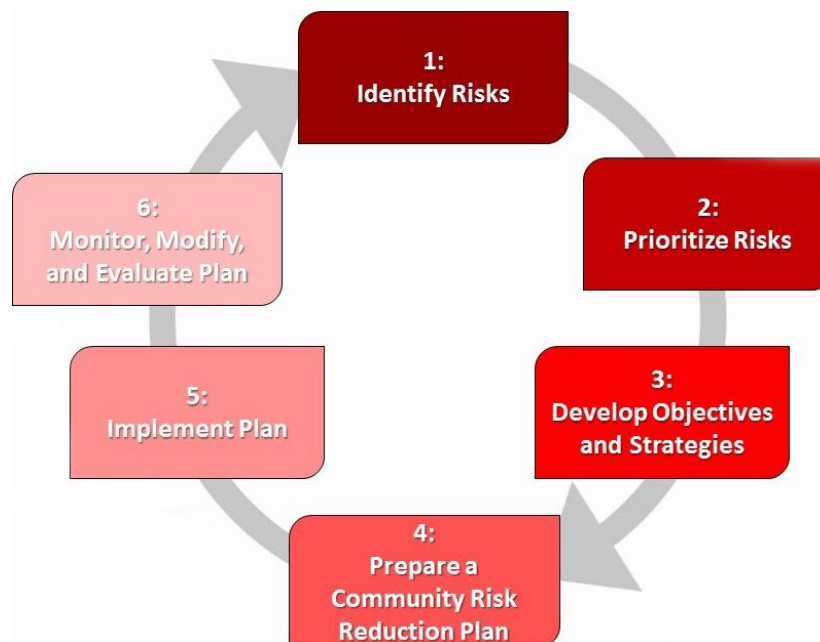 1:
Identify Risks
2:
Prioritize Risks
3:
Develop Objectives
and Strategies
4:
Prepare a
Community Risk
Reduction Plan
5:
Implement Plan
6:
Monitor, Modify,
and Evaluate Plan